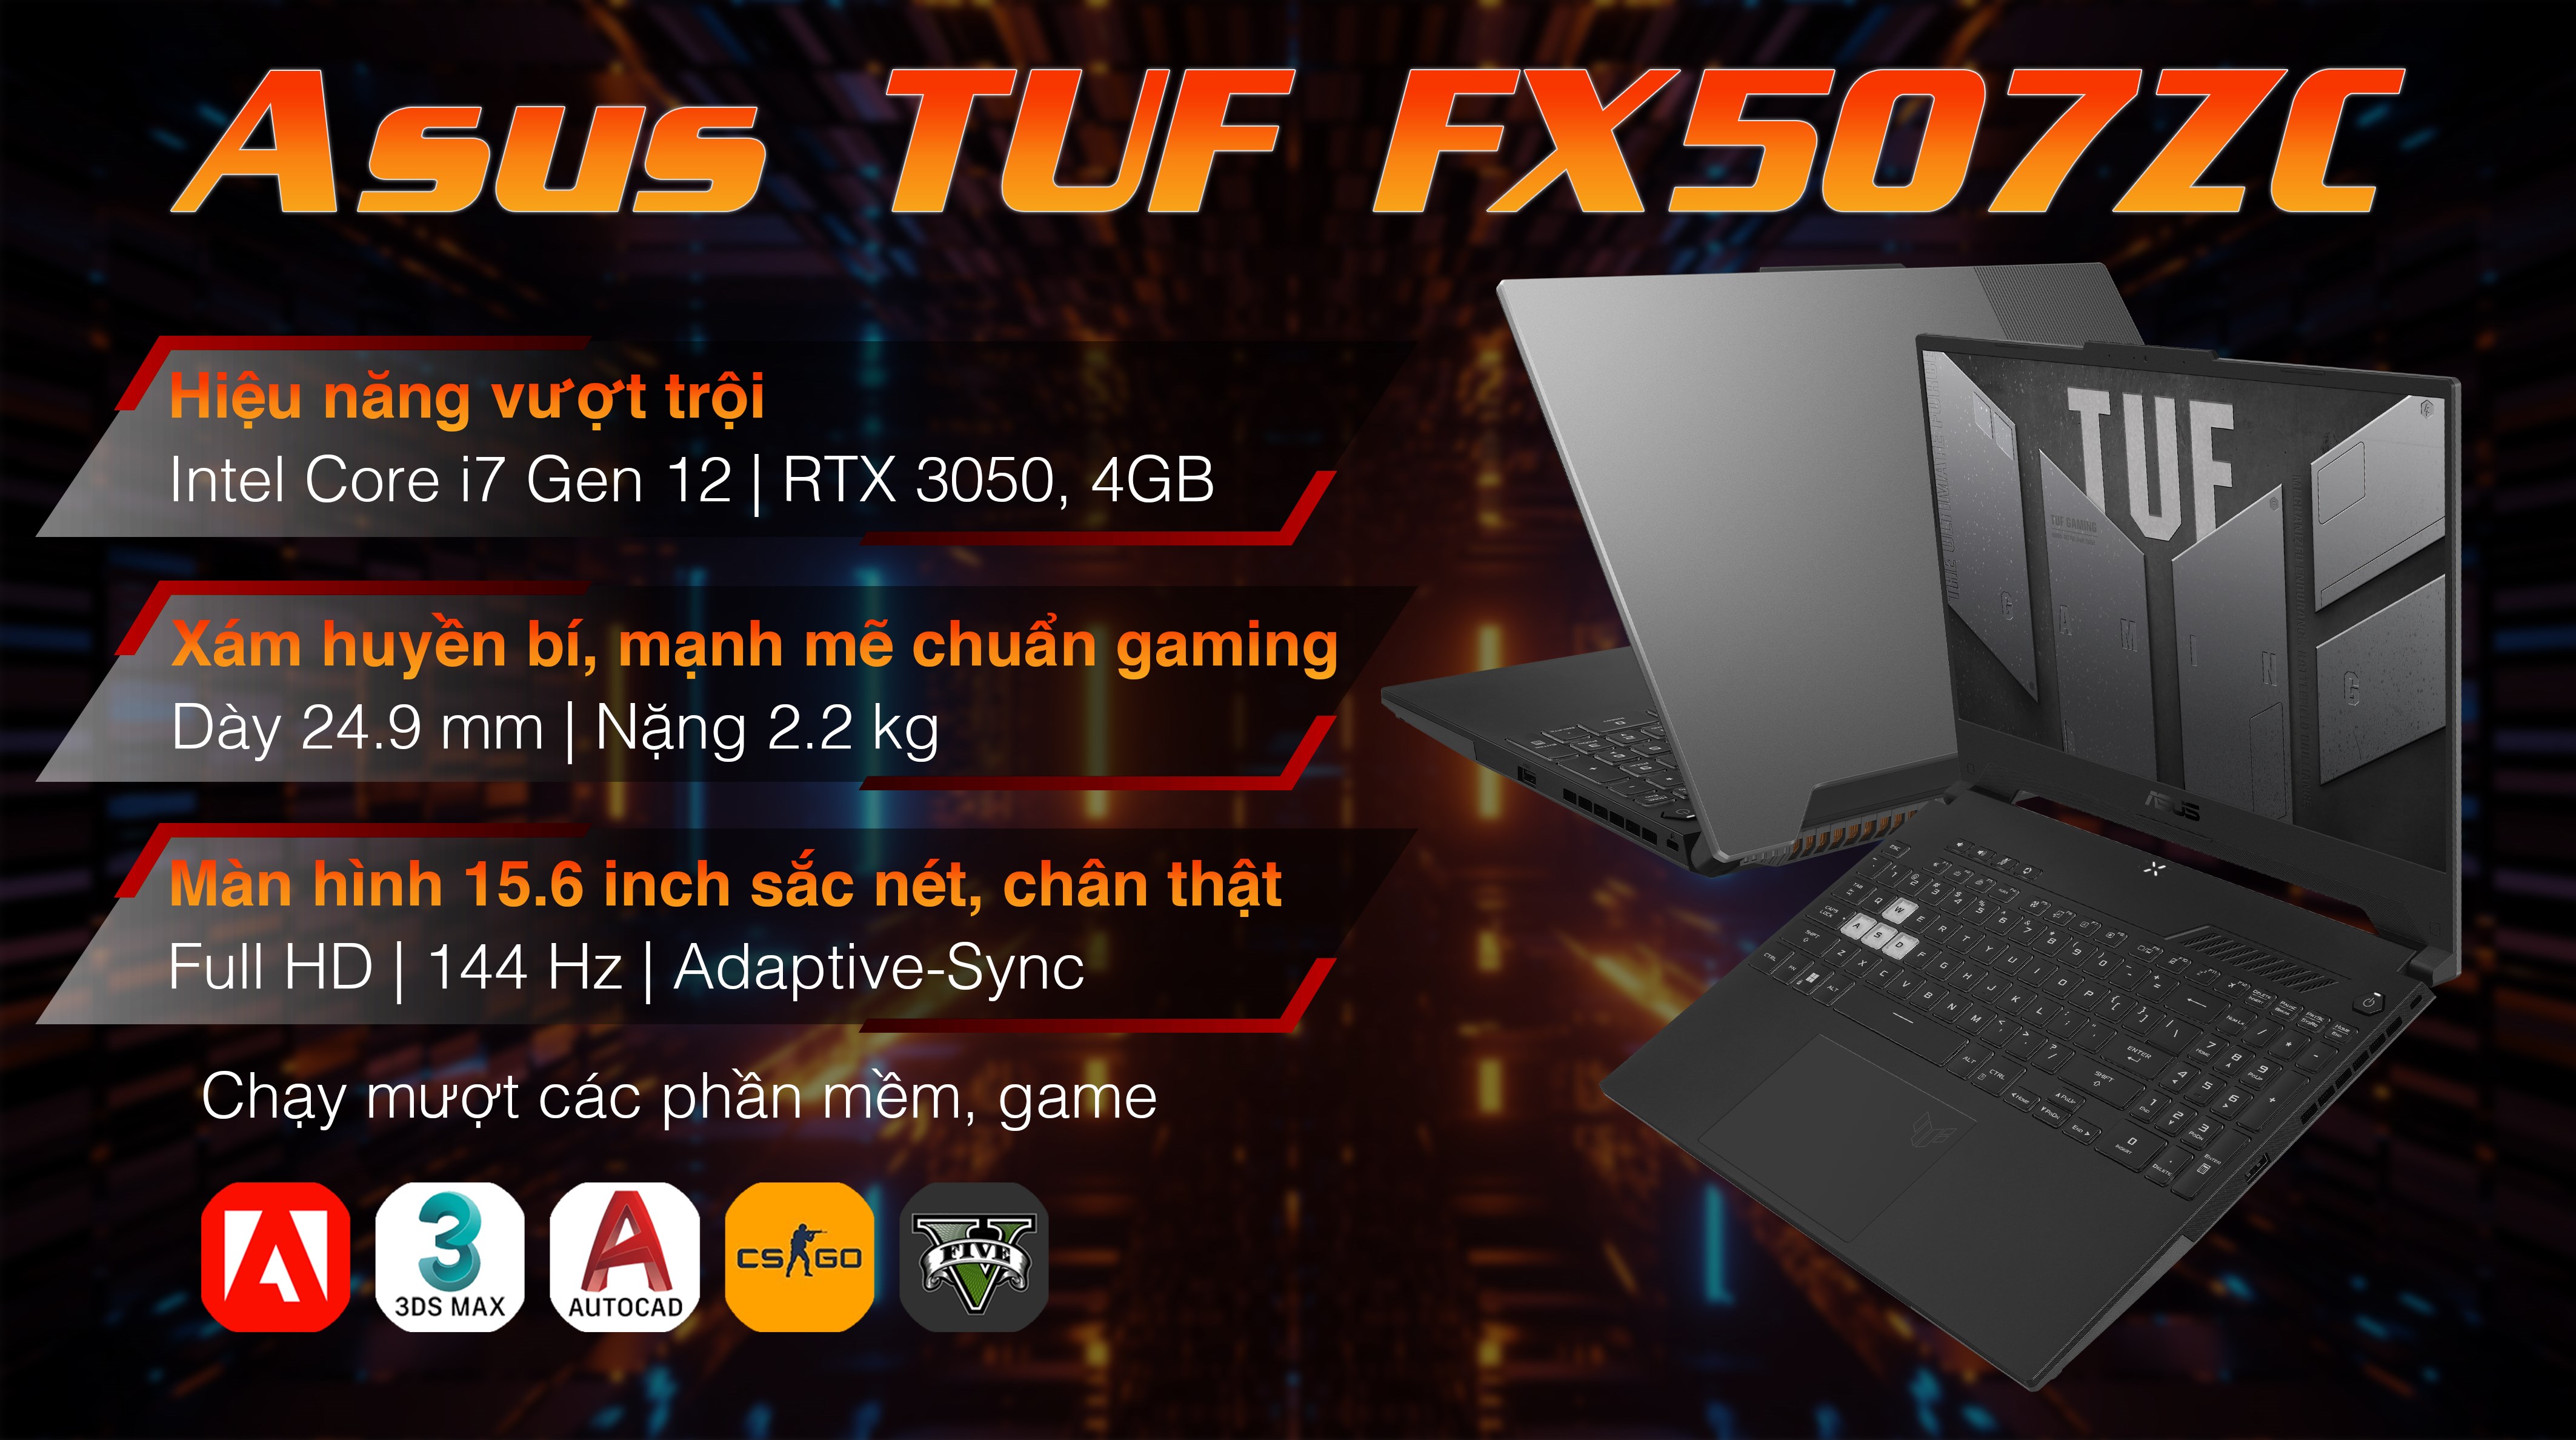 Asus TUF FX507ZC
Hiệu năng vượt trội
Intel Core i7 Gen 12 | RTX 3050, 4GB
Xám huyền bí, mạnh mẽ chuẩn gaming
Dày 24.9 mm | Nặng 2.2 kg
Màn hình 15.6 inch sắc nét, chân thật
Full HD | 144 Hz | Adaptive-Sync
Chạy mượt các phần mềm, game
3DS MAX
AUTOCAD
CS GO
V
FIVE
TUF
TUF GAMING
G A M I N G
ASUS